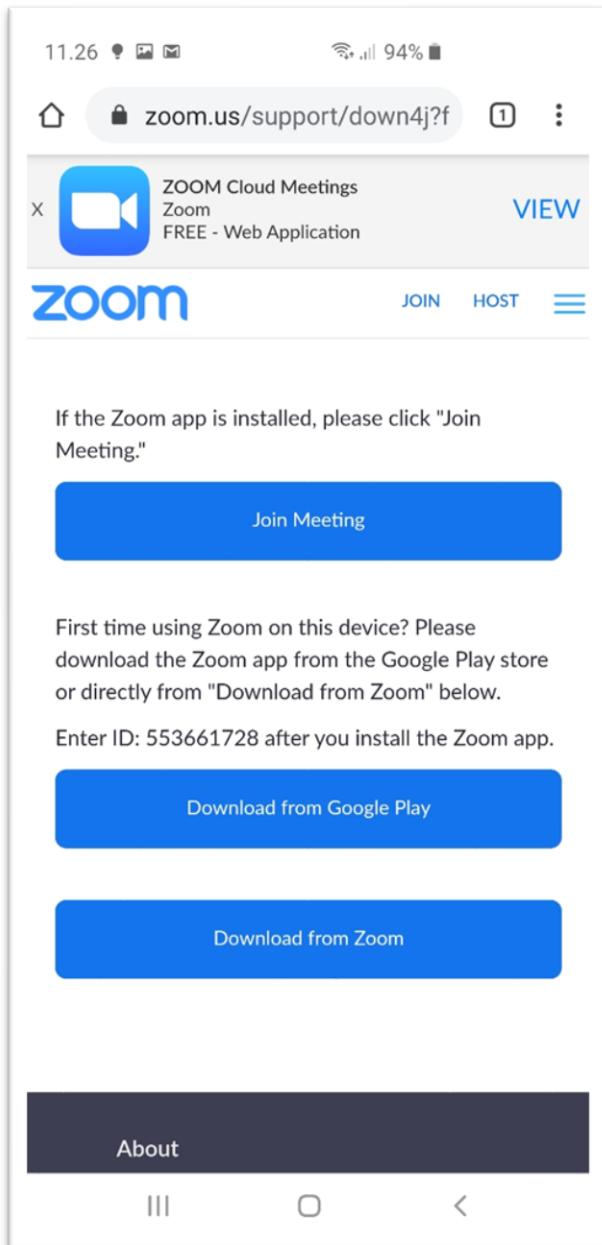 11.26 94%
zoom.us/support/down4j?f 1
X
ZOOM Cloud Meetings
Zoom
FREE - Web Application
VIEW
zoom JOIN HOST
If the Zoom app is installed, please click "Join
Meeting."
Join Meeting
First time using Zoom on this device? Please
download the Zoom app from the Google Play store
or directly from "Download from Zoom" below.
Enter ID: 553661728 after you install the Zoom app.
Download from Google Play
Download from Zoom
About